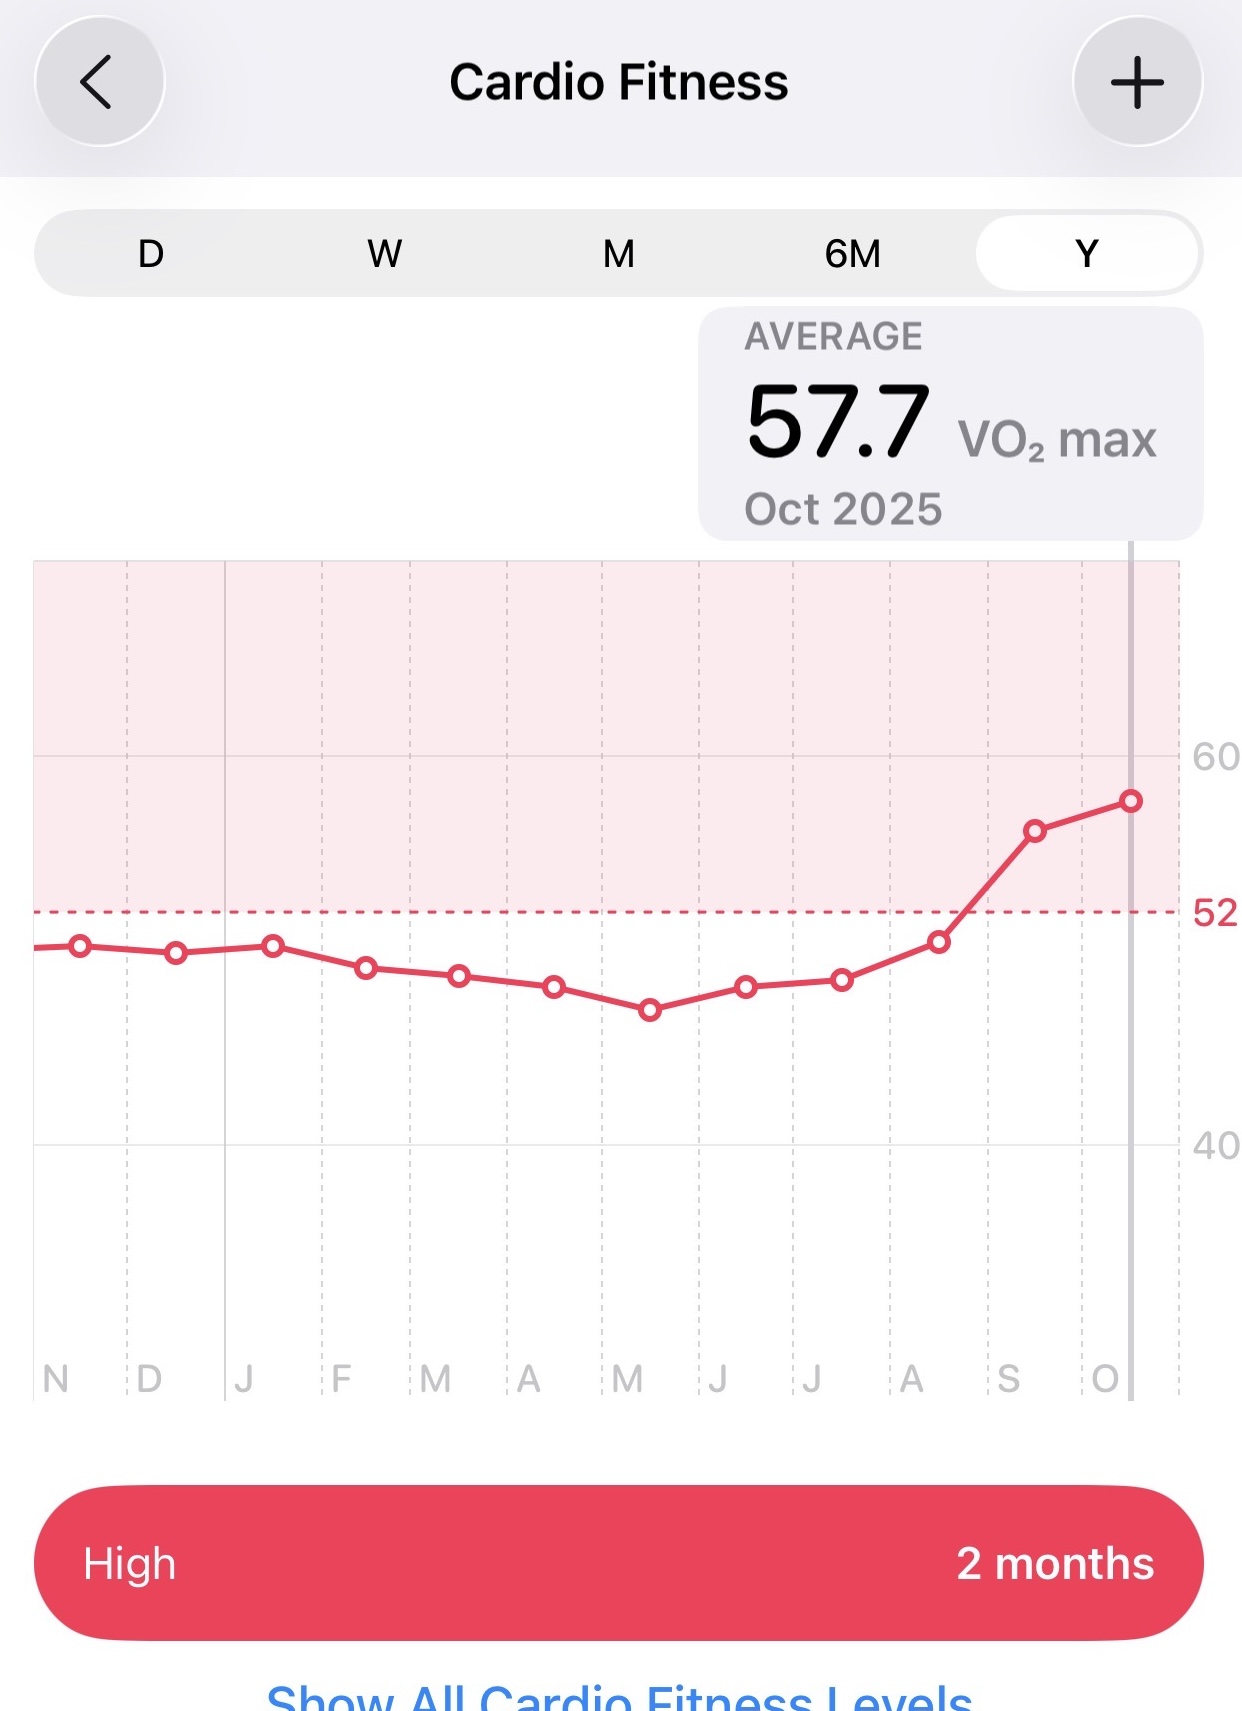 Cardio Fitness
D W M 6M Y
AVERAGE
57.7 VO₂ max
Oct 2025
60
52
40
N D J F M A M J J A S O
High 2 months
Show All Cardio Fitness Levels